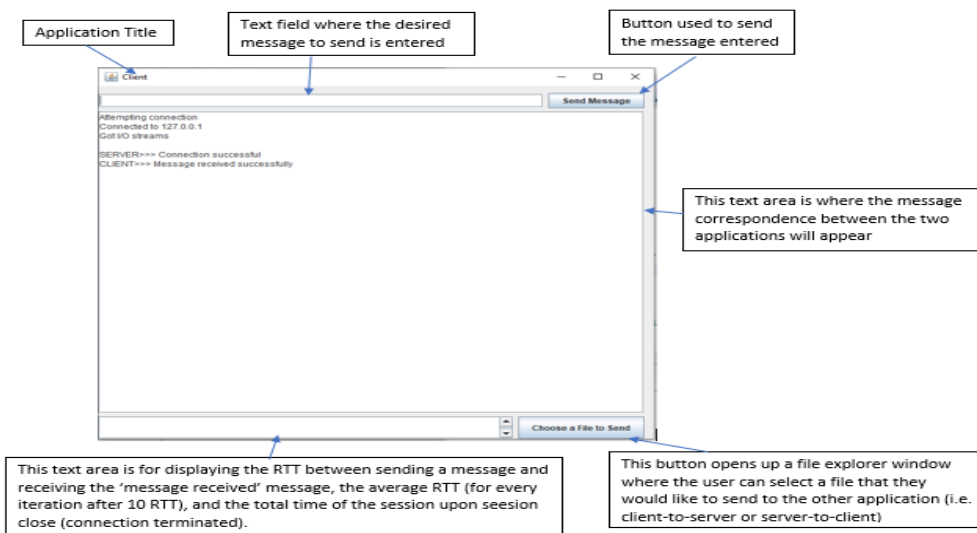 Application Title
Text field where the desired
message to send is entered
Button used to send
the message entered
Client
Send Message
Attempting connection
Connected to 127.0.0.1
Got I/O streams
SERVER>>> Connection successful
CLIENT>>> Message received successfully
This text area is where the message
correspondence between the two
applications will appear
Choose a File to Send
This text area is for displaying the RTT between sending a message and
receiving the 'message received' message, the average RTT (for every
iteration after 10 RTT), and the total time of the session upon seesion
close (connection terminated).
This button opens up a file explorer window
where the user can select a file that they
would like to send to the other application (i.e.
client-to-server or server-to-client)